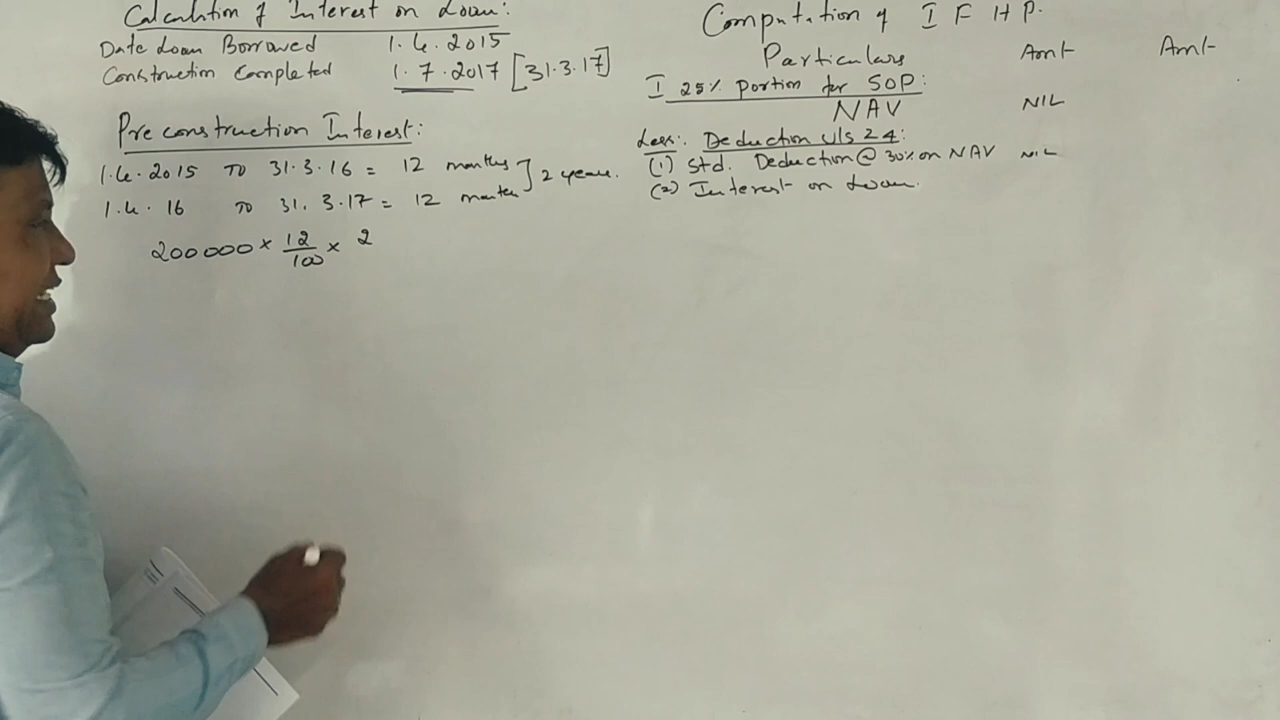 Calculation of Interest on Loan:
Date Loan Borrowed 1.4.2015
Construction Completed 1.7.2017 [31.3.17]
Pre construction Interest:
1.4.2015 TO 31.3.16 = 12 months
1.4.16 TO 31.3.17 = 12 months ] 2 years.
200000 × 12/100 × 2
Computation of I F H P.
Particulars Amt Amt
I 25% portion for SOP:
NAV NIL
Less: Deduction U/s 24:
(1) Std. Deduction @ 30% on NAV NIL
(2) Interest on Loan.